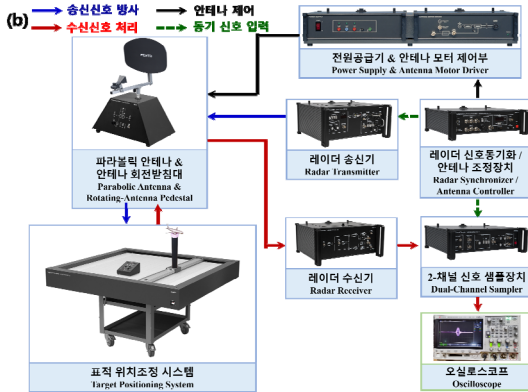 (b)
송신신호 방사
안테나 제어
수신신호 처리
동기 신호 입력
전원공급기 & 안테나 모터 제어부
Power Supply & Antenna Motor Driver
파라볼릭 안테나 &
안테나 회전받침대
Parabolic Antenna &
Rotating-Antenna Pedestal
레이더 송신기
Radar Transmitter
레이더 신호동기화 /
안테나 조정장치
Radar Synchronizer /
Antenna Controller
레이더 수신기
Radar Receiver
2-채널 신호 샘플장치
Dual-Channel Sampler
표적 위치조정 시스템
Target Positioning System
오실로스코프
Oscilloscope